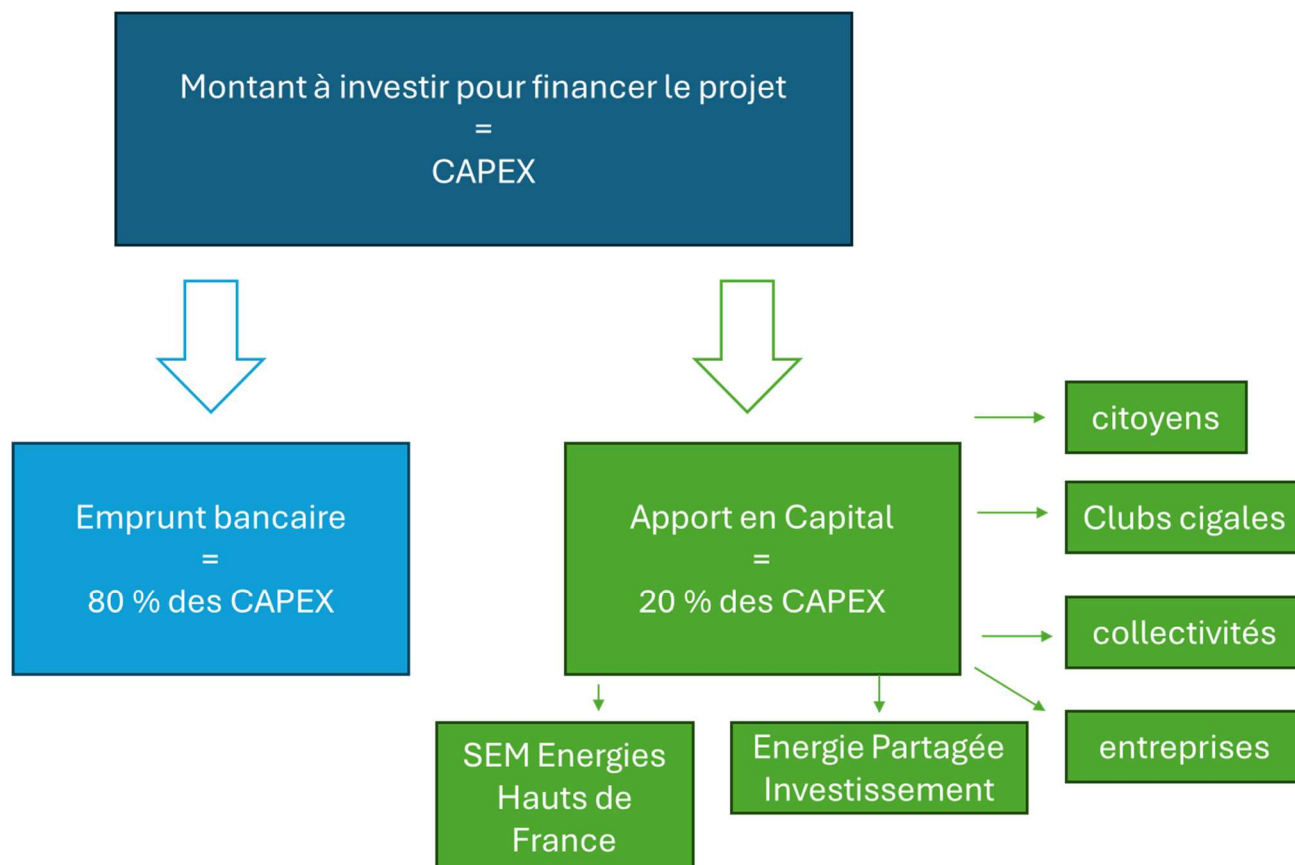 Montant à investir pour financer le projet
=
CAPEX
Emprunt bancaire
=
80 % des CAPEX
Apport en Capital
=
20 % des CAPEX
citoyens
Clubs cigales
collectivités
entreprises
SEM Energies
Hauts de
France
Energie Partagée
Investissement